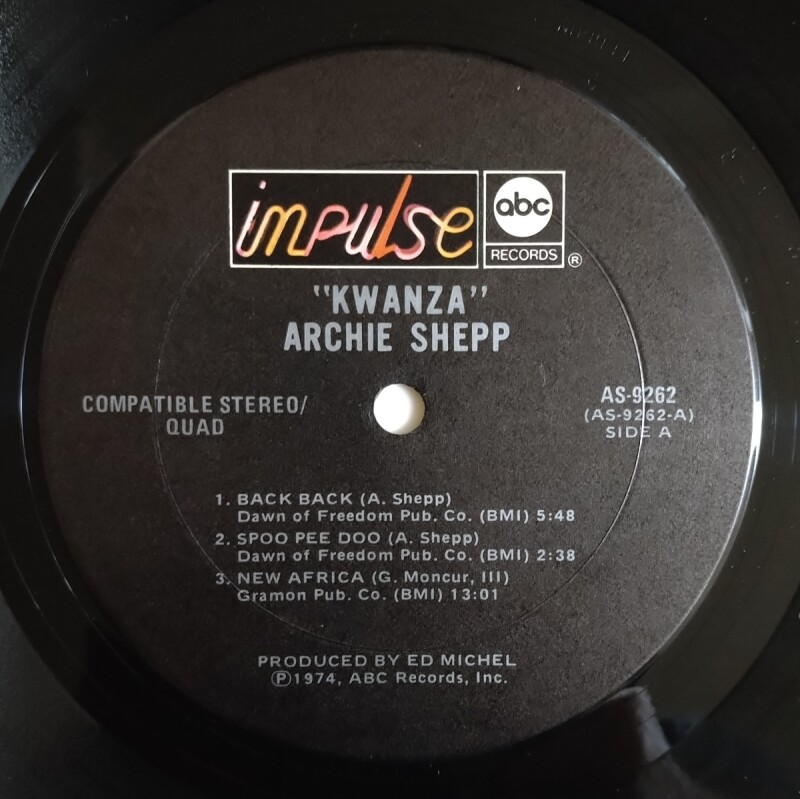 impulse
abc
RECORDS ®
"KWANZA"
ARCHIE SHEPP
COMPATIBLE STEREO/
QUAD
AS-9262
(AS-9262-A)
SIDE A
1. BACK BACK (A. Shepp)
Dawn of Freedom Pub. Co. (BMI) 5:48
2. SPOO PEE DOO (A. Shepp)
Dawn of Freedom Pub. Co. (BMI) 2:38
3. NEW AFRICA (G. Moncur, III)
Gramon Pub. Co. (BMI) 13:01
PRODUCED BY ED MICHEL
℗1974, ABC Records, Inc.